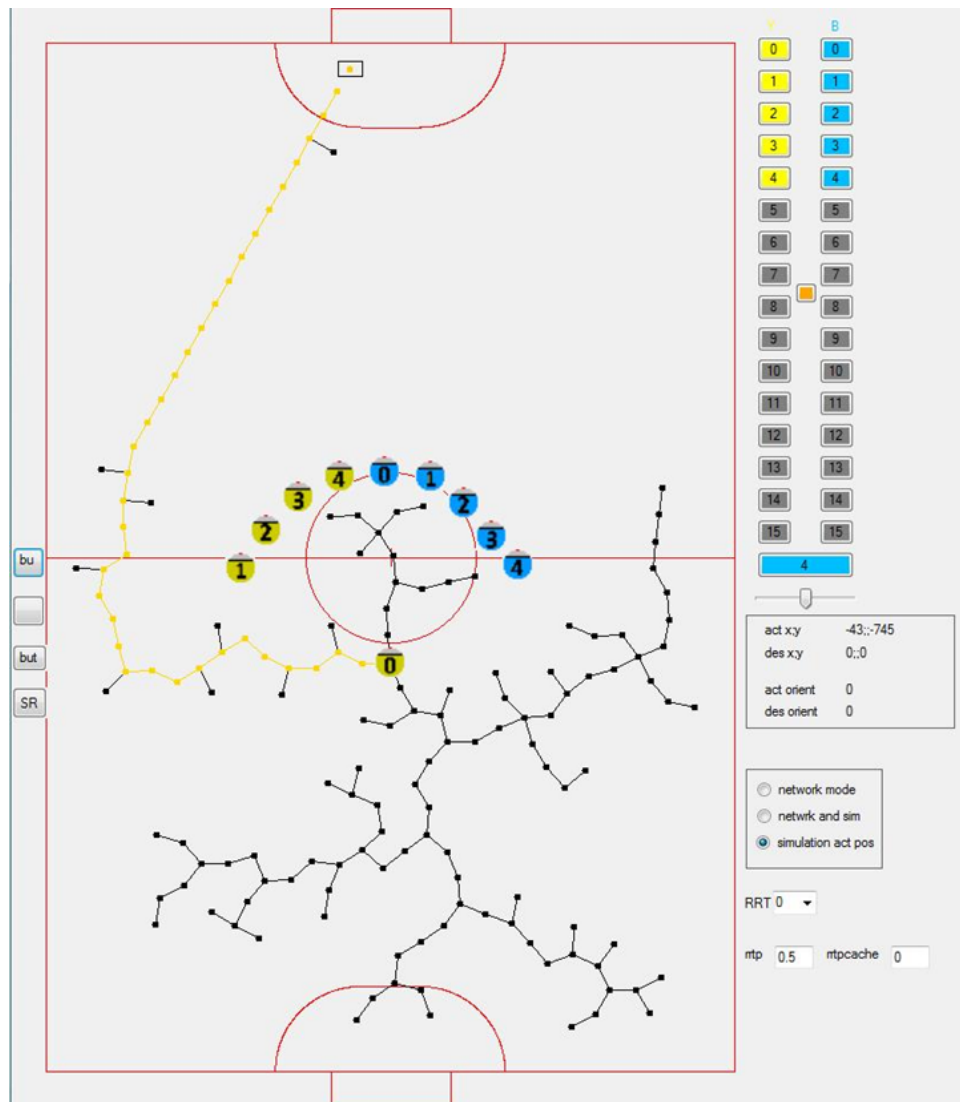 Y B
0 0
1 1
2 2
3 3
4 4
5 5
6 6
7 7
8 8
9 9
10 10
11 11
12 12
13 13
14 14
15 15
4
4 0 1
3 2
2 3
1 4
0
bu
but
SR
act x;y -43;;-745
des x;y 0;;0
act orient 0
des orient 0
network mode
netwrk and sim
simulation act pos
RRT 0
rrtp 0.5 rrtpcache 0